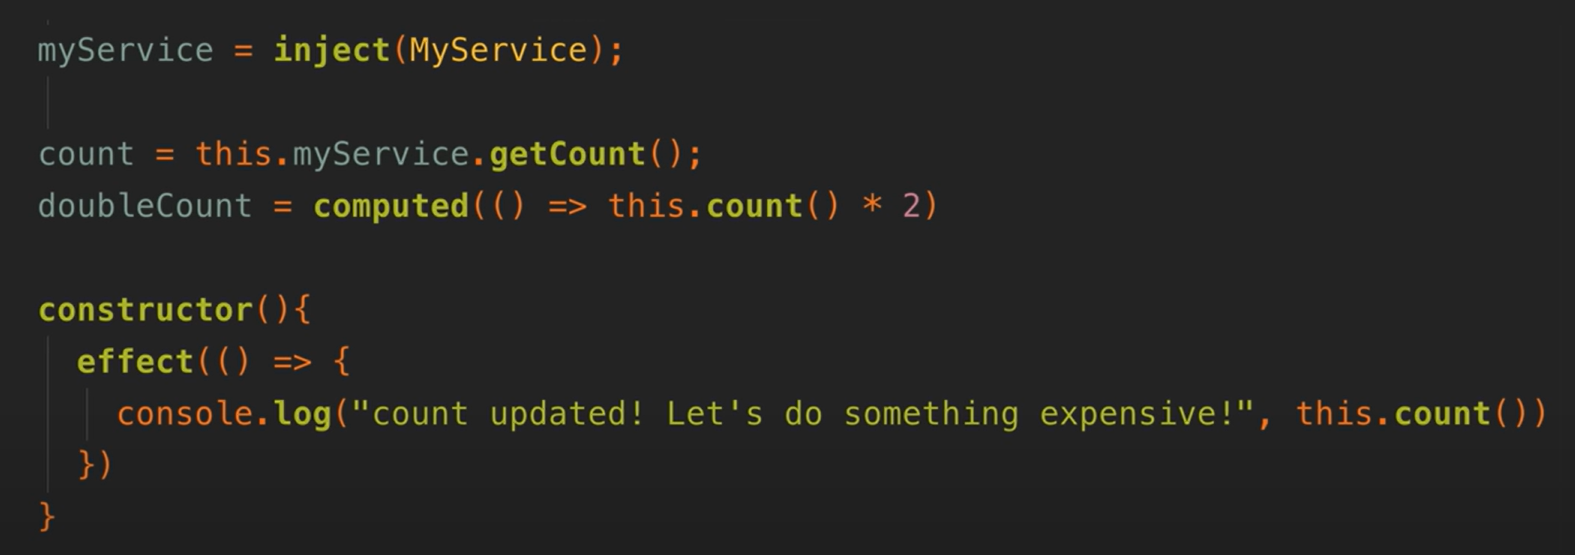 myService = inject(MyService);
count = this.myService.getCount();
doubleCount = computed(() => this.count() * 2)
constructor(){
effect(() => {
console.log("count updated! Let's do something expensive!", this.count())
})
}